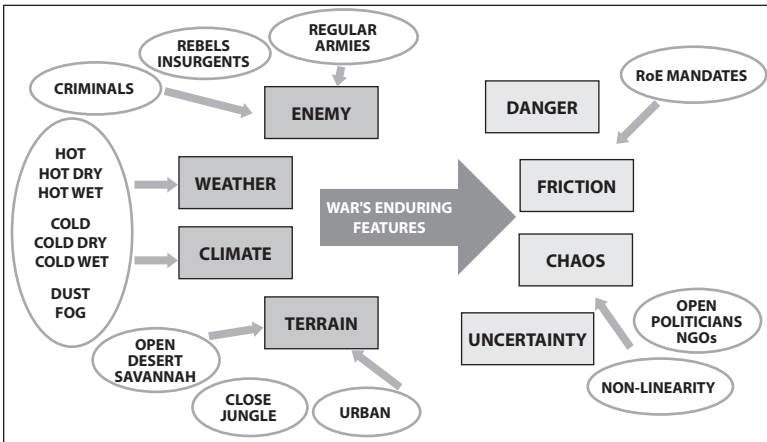 REGULAR
ARMIES
REBELS
INSURGENTS
CRIMINALS
ENEMY
HOT
HOT DRY
HOT WET
COLD
COLD DRY
COLD WET
DUST
FOG
WEATHER
CLIMATE
TERRAIN
OPEN
DESERT
SAVANNAH
CLOSE
JUNGLE
URBAN
WAR'S ENDURING
FEATURES
DANGER
RoE MANDATES
FRICTION
CHAOS
UNCERTAINTY
OPEN
POLITICIANS
NGOs
NON-LINEARITY